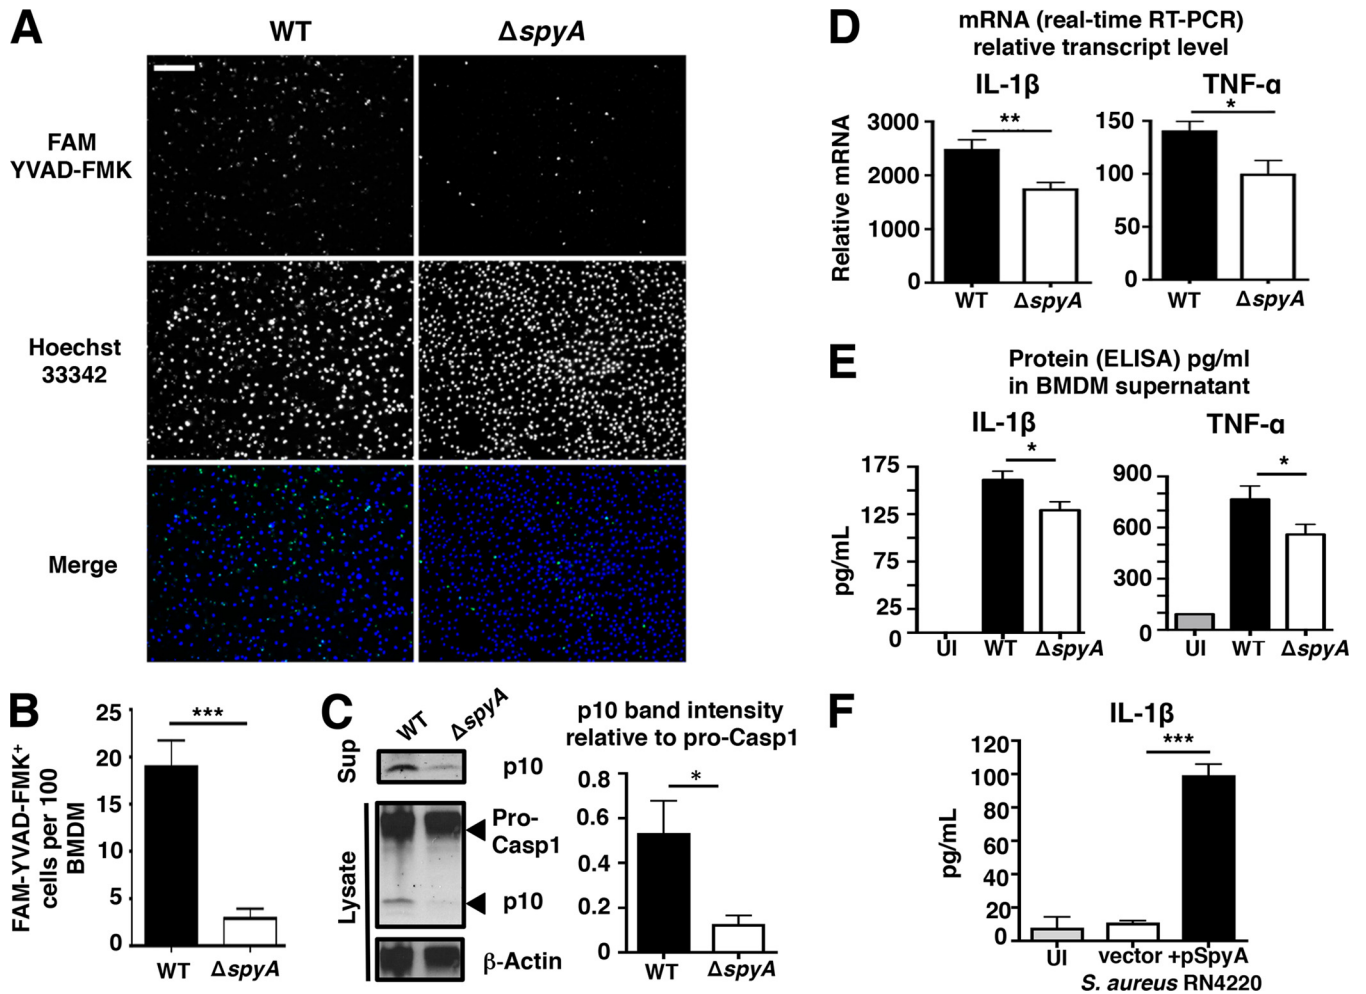 A
WT
ΔspyA
FAM
YVAD-FMK
Hoechst
33342
Merge
B
FAM-YVAD-FMK+
cells per 100
BMDM
25
20
15
10
5
0
***
WT
ΔspyA
C
WT
ΔspyA
Sup
p10
Lysate
Pro-
Casp1
p10
β-Actin
p10 band intensity
relative to pro-Casp1
0.8
0.6
0.4
0.2
0
*
WT
ΔspyA
D
mRNA (real-time RT-PCR)
relative transcript level
IL-1β
Relative mRNA
3000
2000
1000
0
**
WT
ΔspyA
TNF-α
150
100
50
0
*
WT
ΔspyA
E
Protein (ELISA) pg/ml
in BMDM supernatant
IL-1β
pg/mL
175
125
75
25
0
*
UI
WT
ΔspyA
TNF-α
900
600
300
0
*
UI
WT
ΔspyA
F
IL-1β
pg/mL
120
100
80
60
40
20
0
***
UI
vector +pSpyA
S. aureus RN4220